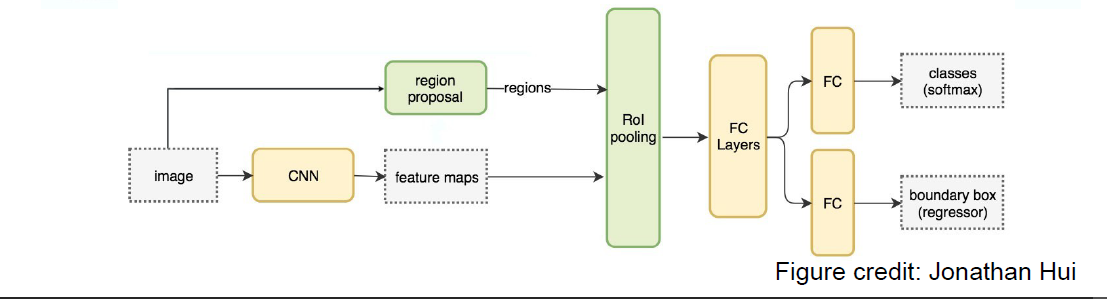 region
proposal
regions
image
CNN
feature maps
RoI
pooling
FC
Layers
FC
classes
(softmax)
FC
boundary box
(regressor)
Figure credit: Jonathan Hui